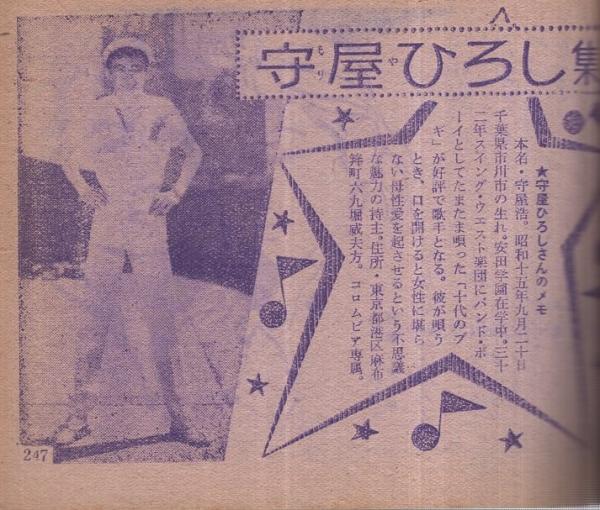 守屋ひろし集
もり や
★守屋ひろしさんのメモ
本名・守屋浩。昭和十五年九月二十日
千葉県市川市の生れ。安田学園在学中。三十
二年スイング・ウエスト楽団にバンド・ボ
ーイとしてたまたま唄った「十代のブ
ギ」が好評で歌手となる。彼が唄う
とき、口を開けると女性に堪ら
ない母性愛を起させるという不思議
な魅力の持主。住所・東京都港区麻布
町六九堀威夫方。コロムビア専属。
247